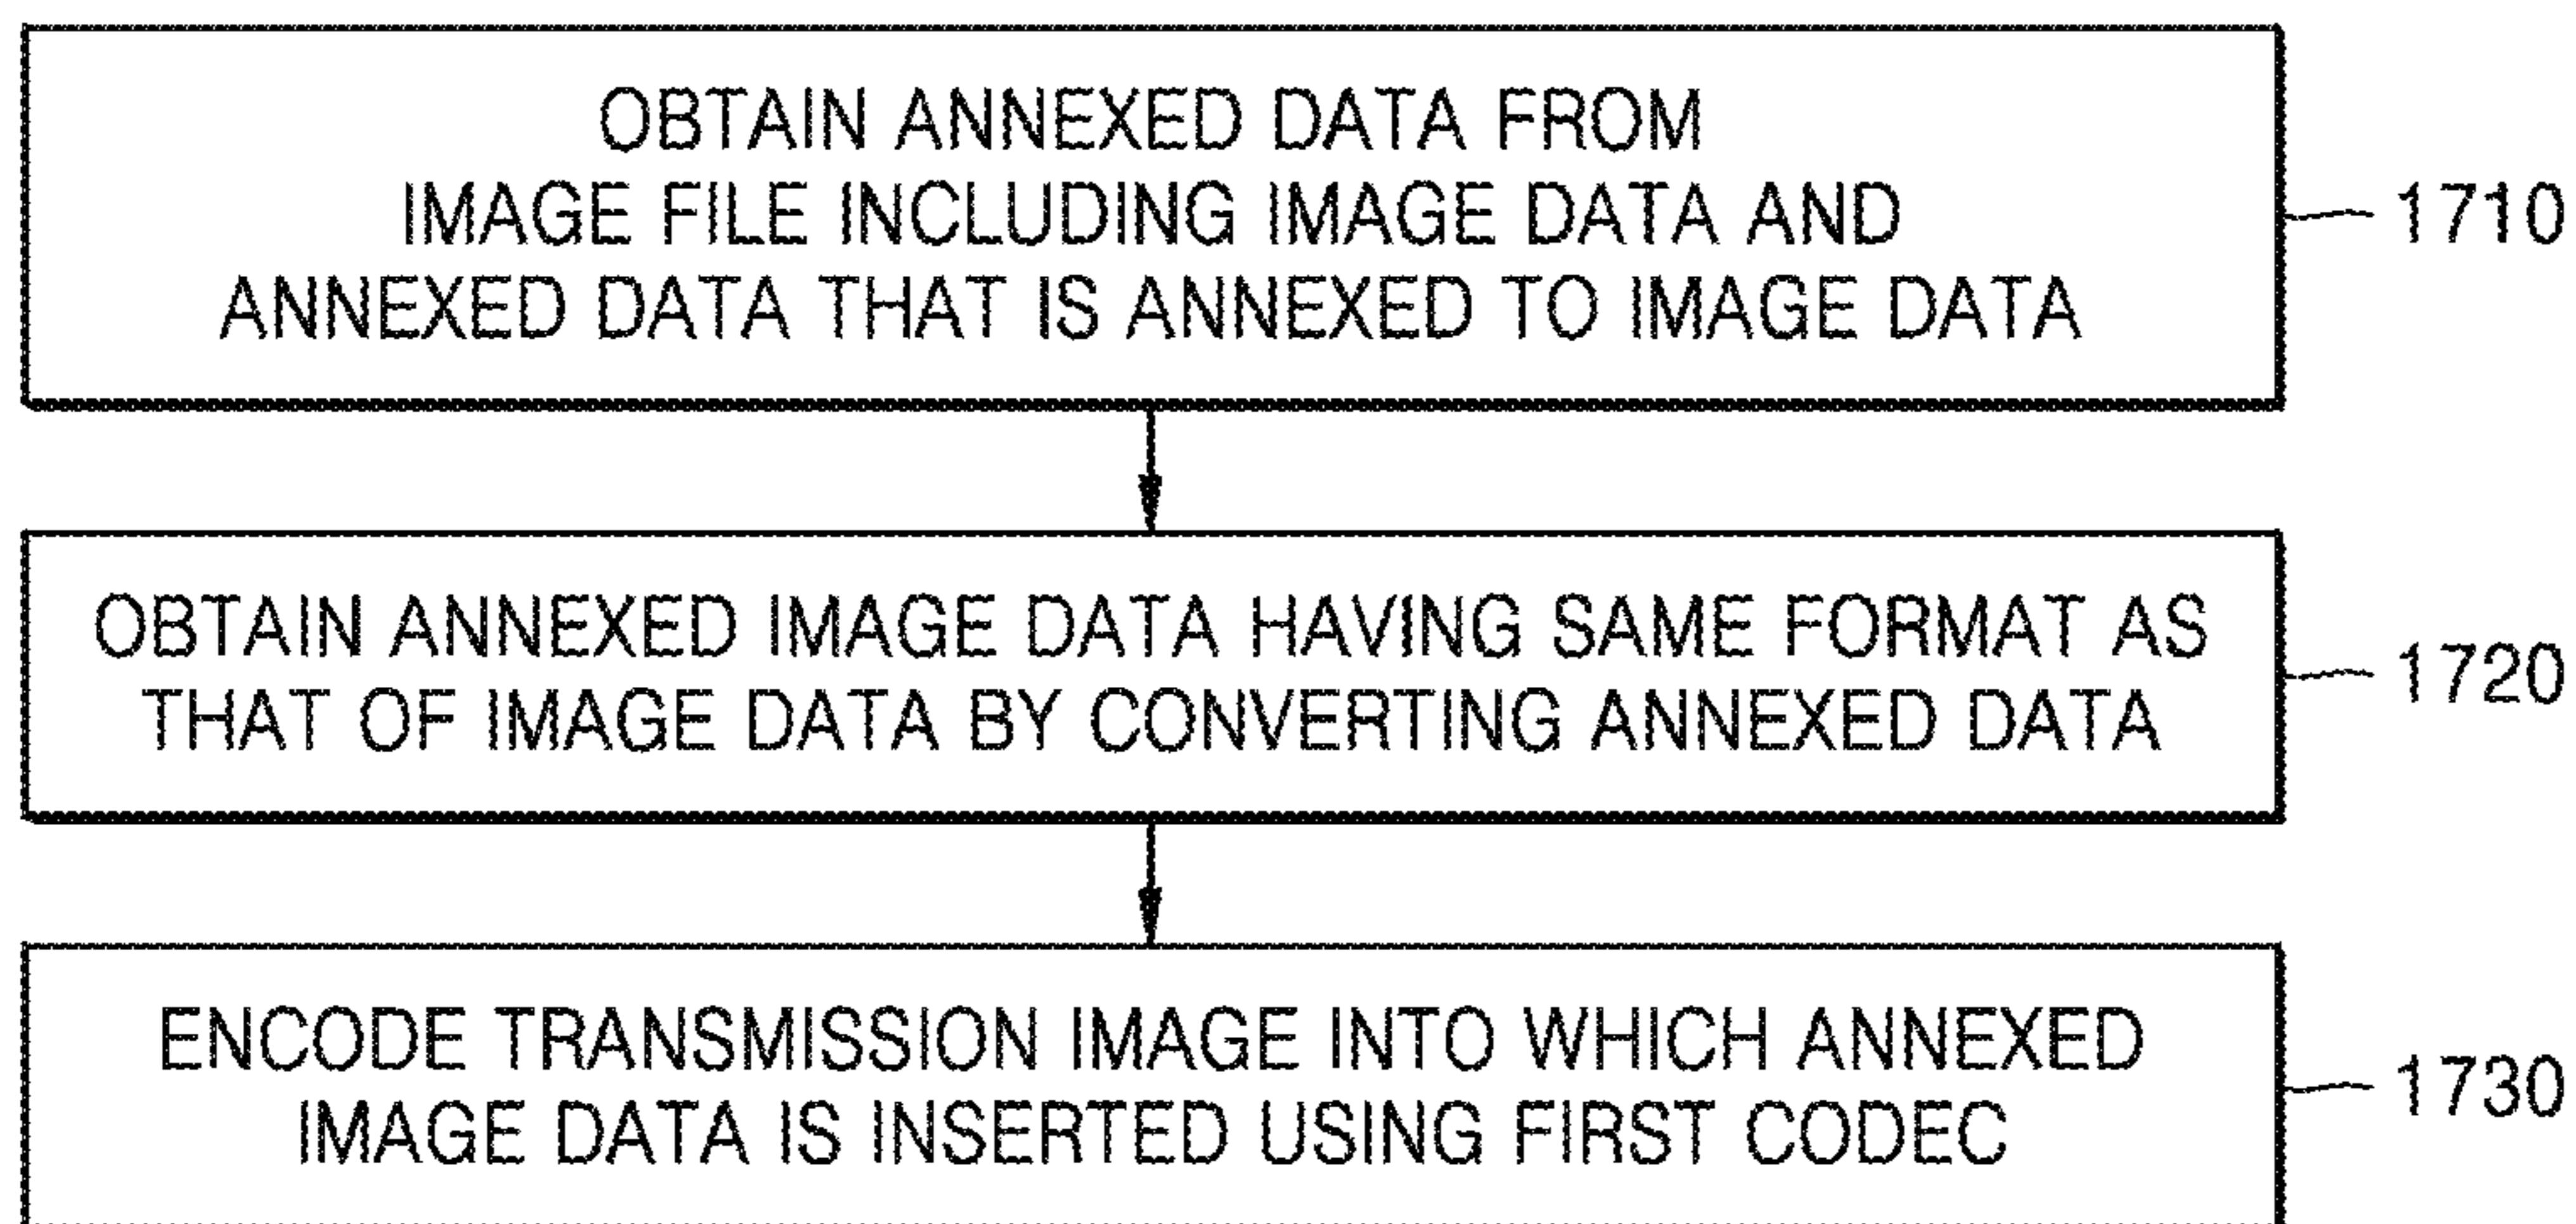 OBTAIN ANNEXED DATA FROM
IMAGE FILE INCLUDING IMAGE DATA AND
ANNEXED DATA THAT IS ANNEXED TO IMAGE DATA
1710
OBTAIN ANNEXED IMAGE DATA HAVING SAME FORMAT AS
THAT OF IMAGE DATA BY CONVERTING ANNEXED DATA
1720
ENCODE TRANSMISSION IMAGE INTO WHICH ANNEXED
IMAGE DATA IS INSERTED USING FIRST CODEC
1730